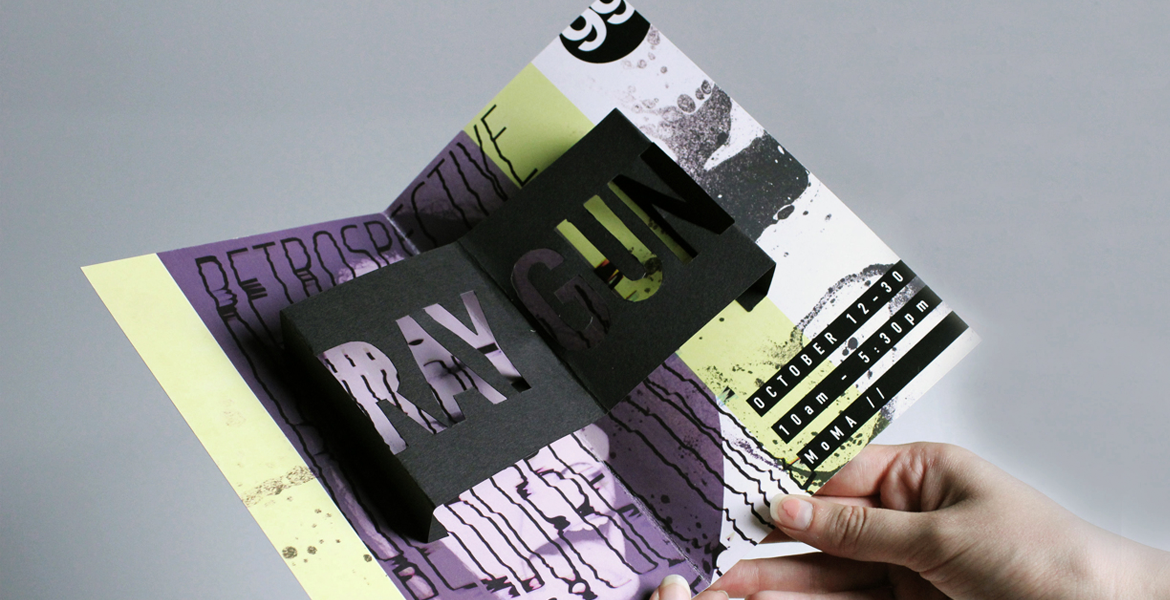 99
RETROSPECTIVE
RAY GUN
OCTOBER 12-30
10am - 5:30pm
MoMA //